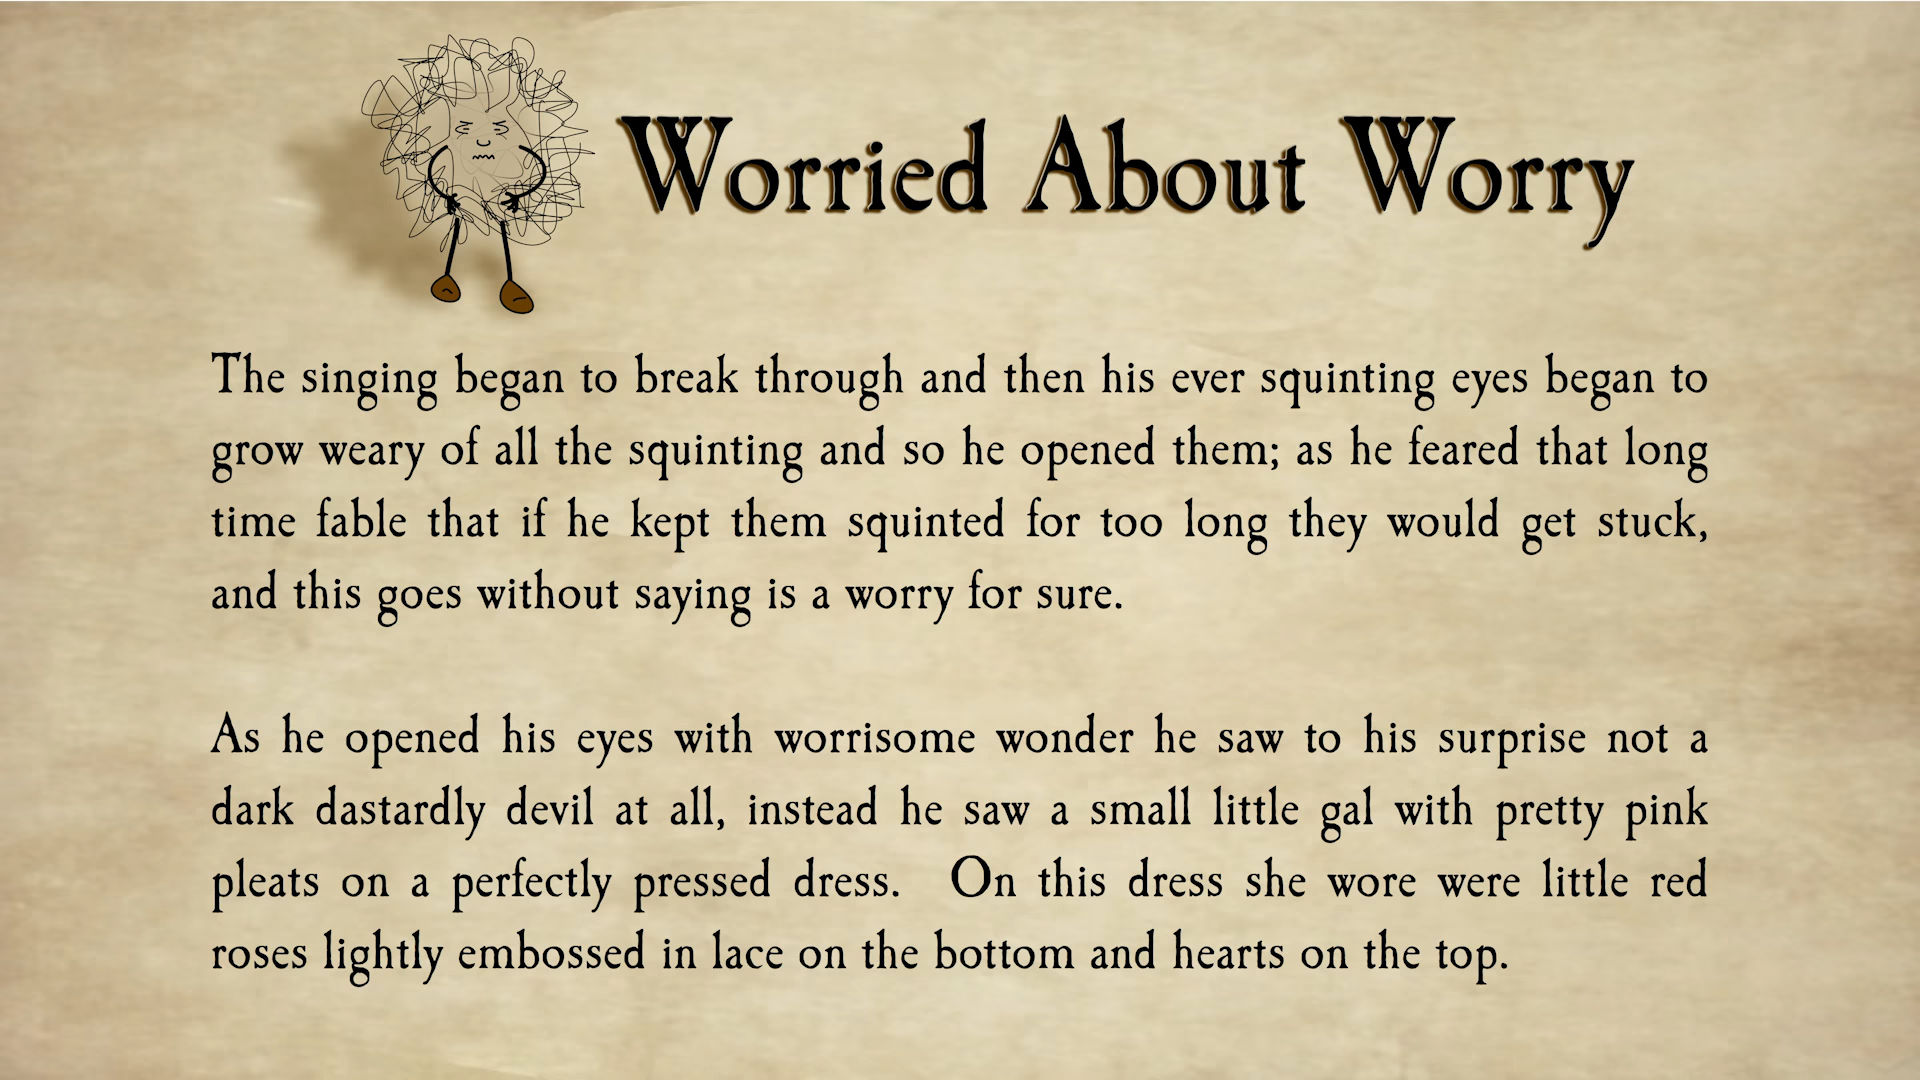 Worried About Worry
The singing began to break through and then his ever squinting eyes began to
grow weary of all the squinting and so he opened them; as he feared that long
time fable that if he kept them squinted for too long they would get stuck,
and this goes without saying is a worry for sure.
As he opened his eyes with worrisome wonder he saw to his surprise not a
dark dastardly devil at all, instead he saw a small little gal with pretty pink
pleats on a perfectly pressed dress. On this dress she wore were little red
roses lightly embossed in lace on the bottom and hearts on the top.